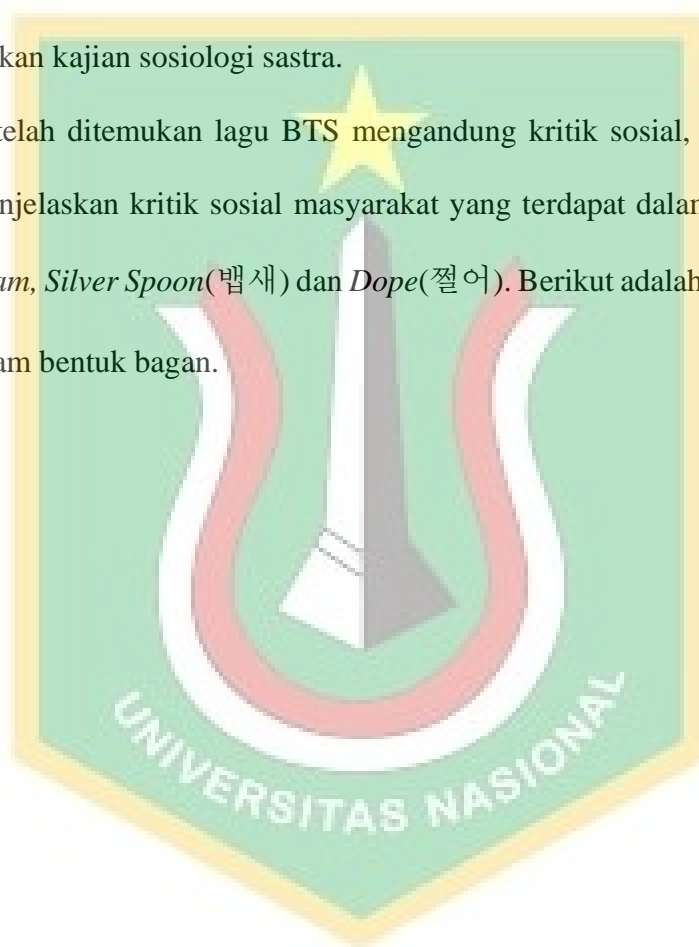 kan kajian sosiologi sastra.
telah ditemukan lagu BTS mengandung kritik sosial,
njelaskan kritik sosial masyarakat yang terdapat dalam
am, Silver Spoon(뱁새) dan Dope(쩔어). Berikut adalah
am bentuk bagan.
UNIVERSITAS NASIONAL